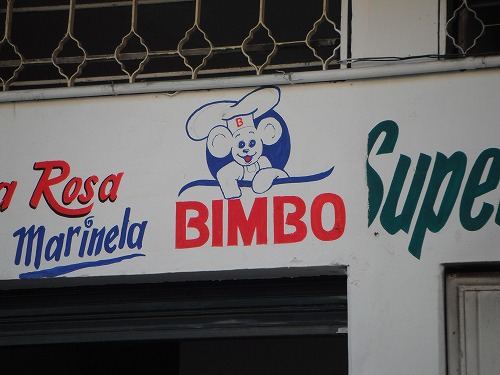 a Rosa
Marinela
B
BIMBO
Supe